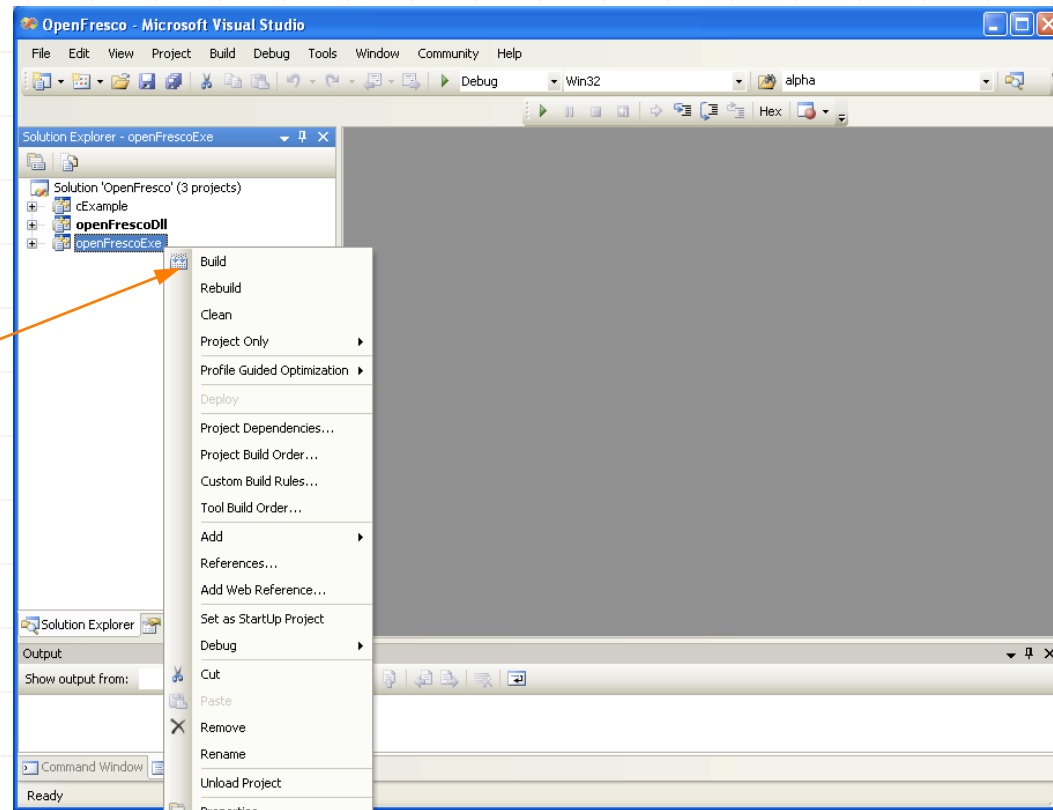 OpenFresco - Microsoft Visual Studio
File Edit View Project Build Debug Tools Window Community Help
Debug Win32 alpha
Hex
Solution Explorer - openFrescoExe
Solution 'OpenFresco' (3 projects)
cExample
openFrescoDll
openFrescoExe
Build
Rebuild
Clean
Project Only
Profile Guided Optimization
Deploy
Project Dependencies...
Project Build Order...
Custom Build Rules...
Tool Build Order...
Add
References...
Add Web Reference...
Set as StartUp Project
Solution Explorer
Debug
Output
Cut
Show output from:
Paste
Remove
Rename
Command Window
Unload Project
Ready
Properties